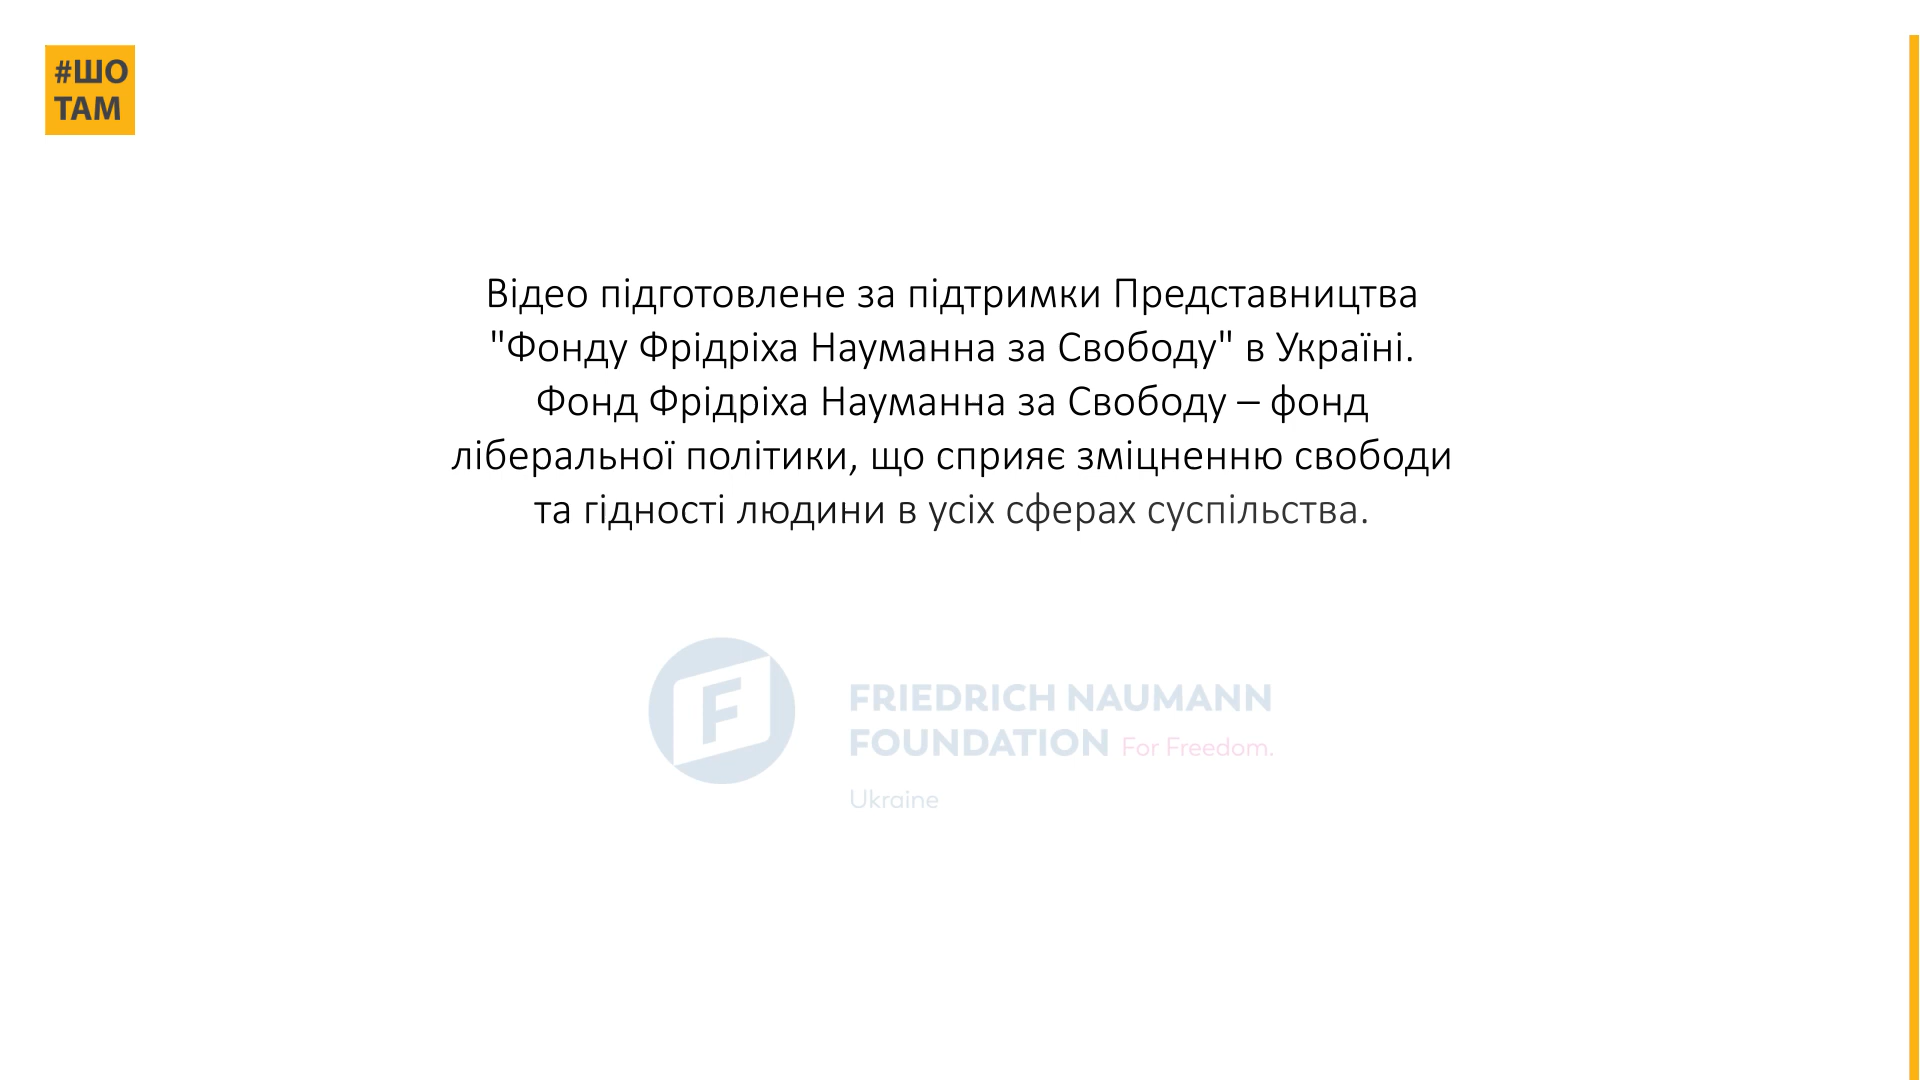 #ШО
ТАМ
Відео підготовлене за підтримки Представництва
"Фонду Фрідріха Науманна за Свободу" в Україні.
Фонд Фрідріха Науманна за Свободу – фонд
ліберальної політики, що сприяє зміцненню свободи
та гідності людини в усіх сферах суспільства.
F
FRIEDRICH NAUMANN
FOUNDATION For Freedom.
Ukraine